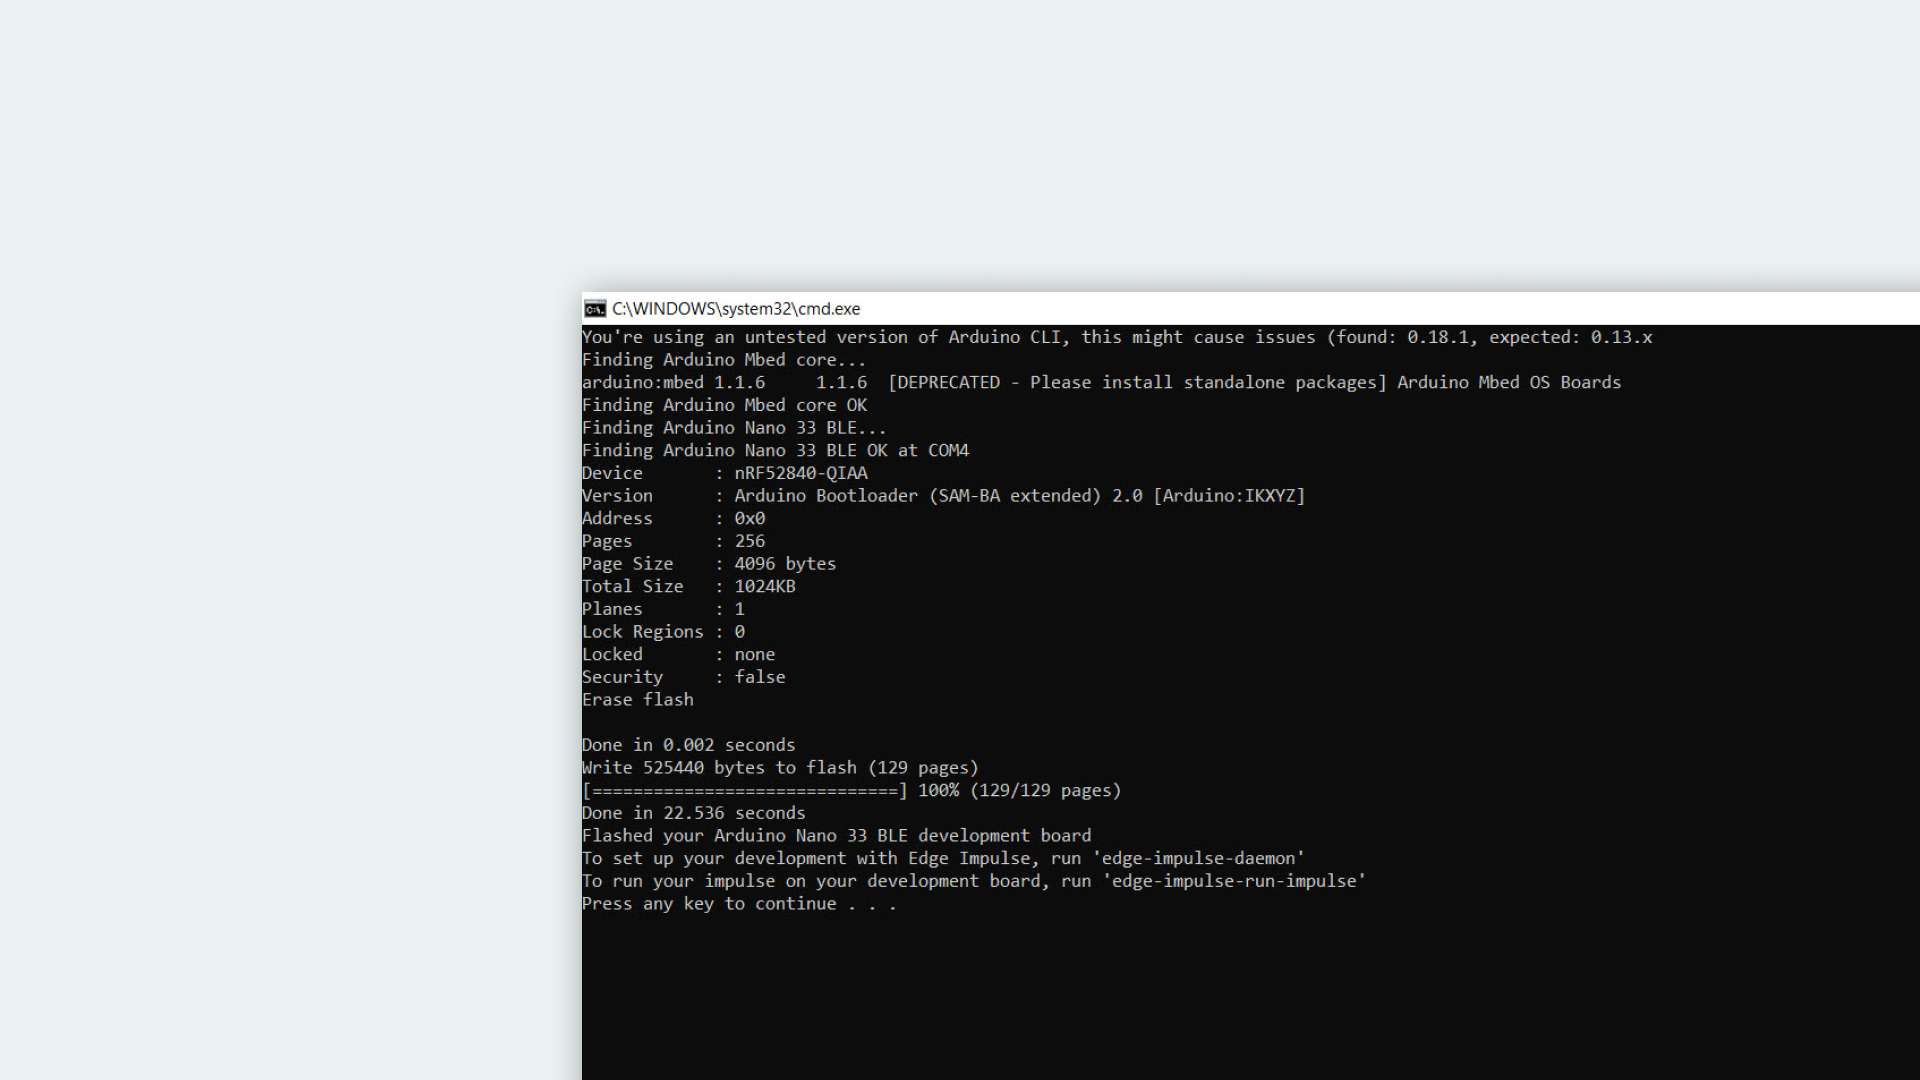 C:\WINDOWS\system32\cmd.exe
You're using an untested version of Arduino CLI, this might cause issues (found: 0.18.1, expected: 0.13.x
Finding Arduino Mbed core...
arduino:mbed 1.1.6     1.1.6  [DEPRECATED - Please install standalone packages] Arduino Mbed OS Boards
Finding Arduino Mbed core OK
Finding Arduino Nano 33 BLE...
Finding Arduino Nano 33 BLE OK at COM4
Device       : nRF52840-QIAA
Version      : Arduino Bootloader (SAM-BA extended) 2.0 [Arduino:IKXYZ]
Address      : 0x0
Pages        : 256
Page Size    : 4096 bytes
Total Size   : 1024KB
Planes       : 1
Lock Regions : 0
Locked       : none
Security     : false
Erase flash
Done in 0.002 seconds
Write 525440 bytes to flash (129 pages)
[==============================] 100% (129/129 pages)
Done in 22.536 seconds
Flashed your Arduino Nano 33 BLE development board
To set up your development with Edge Impulse, run 'edge-impulse-daemon'
To run your impulse on your development board, run 'edge-impulse-run-impulse'
Press any key to continue . . .